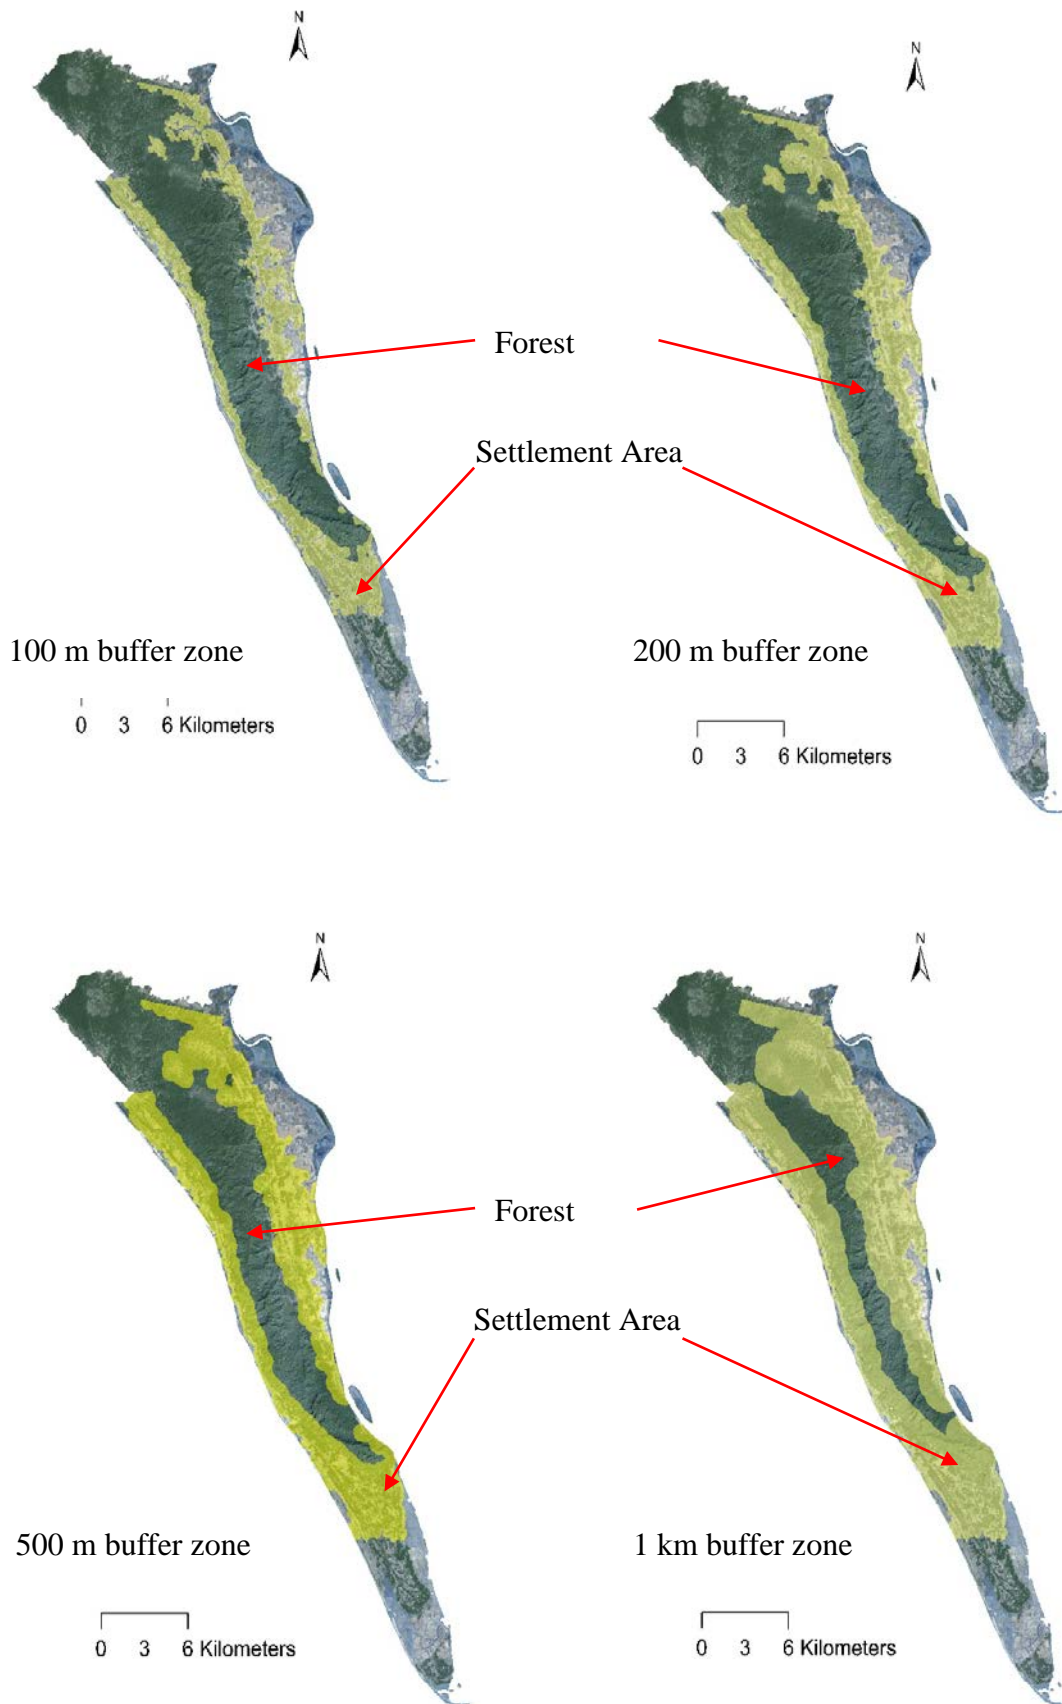 N
N
Forest
Settlement Area
100 m buffer zone
200 m buffer zone
0 3 6 Kilometers
0 3 6 Kilometers
N
N
Forest
Settlement Area
500 m buffer zone
1 km buffer zone
0 3 6 Kilometers
0 3 6 Kilometers